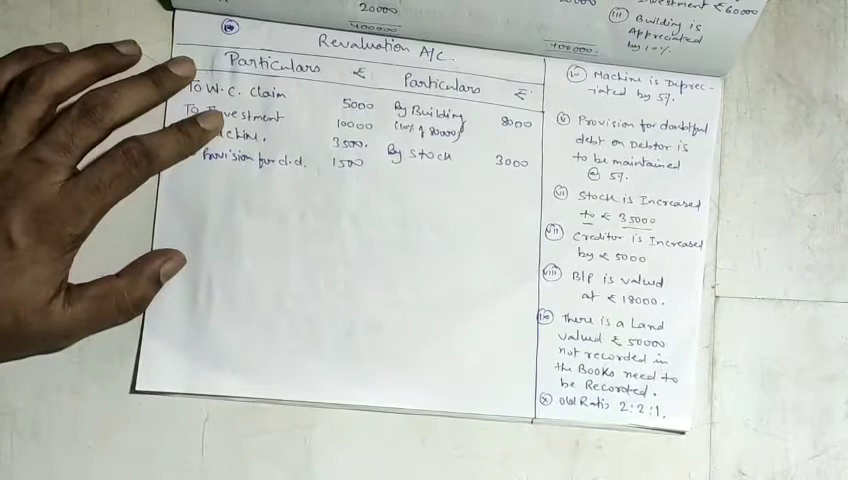 20000
400000
400000.
Investment ₹60000
(iii) Building is
Appreciated
by 10%.
Revaluation A/c.
Particulars ₹ Particulars ₹
To W.C. Claim 5000 By Building 8000
To Investment 10000 (10% of 80000)
Machine. 3500. By Stock 3000
Provision for d.d. 1500
(iv) Machine is Deprec-
iated by 5%.
(v) Provision for doubtful
debt on Debtor is
to be maintained
@ 5%.
(vi) Stock is Increased
to ₹ 35000
(vii) Creditor is Increased
by ₹ 5000
(viii) B/P is valued
at ₹ 18000.
(ix) There is a Land
valued ₹ 50000
not recorded in
the Books need to
be Recorded.
(x) Old Ratio 2:2:1.